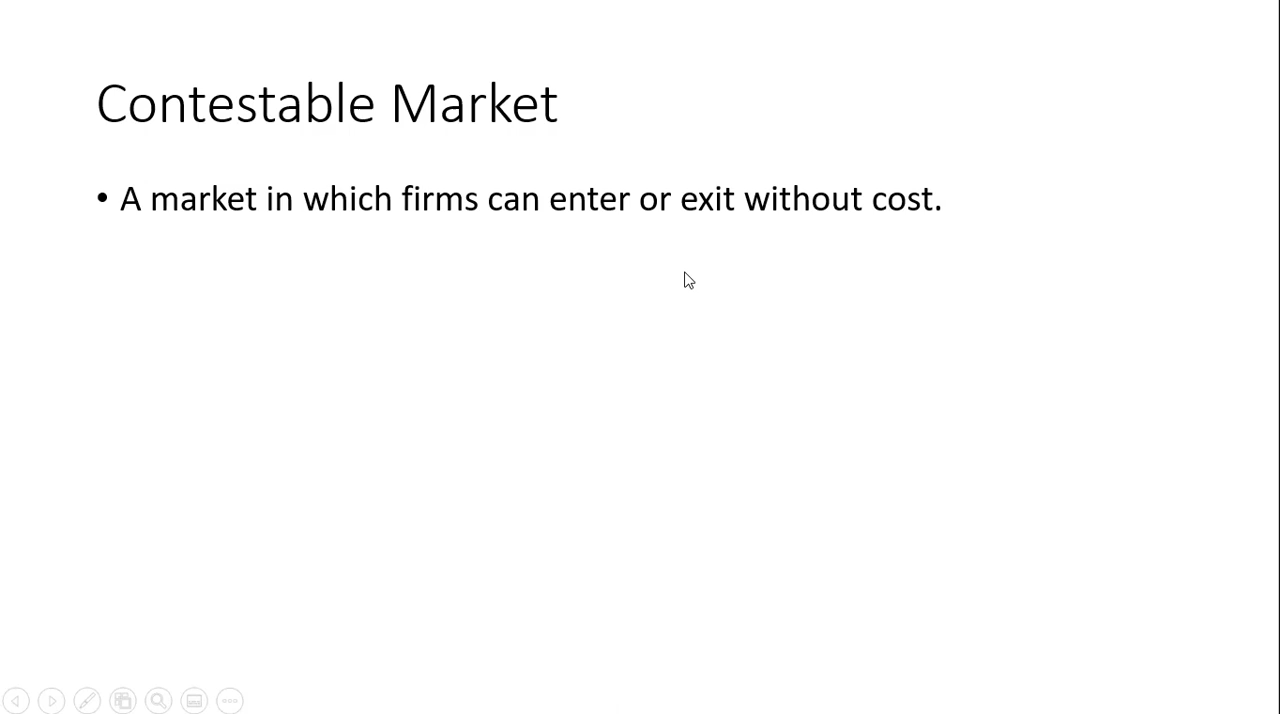 Contestable Market
• A market in which firms can enter or exit without cost.